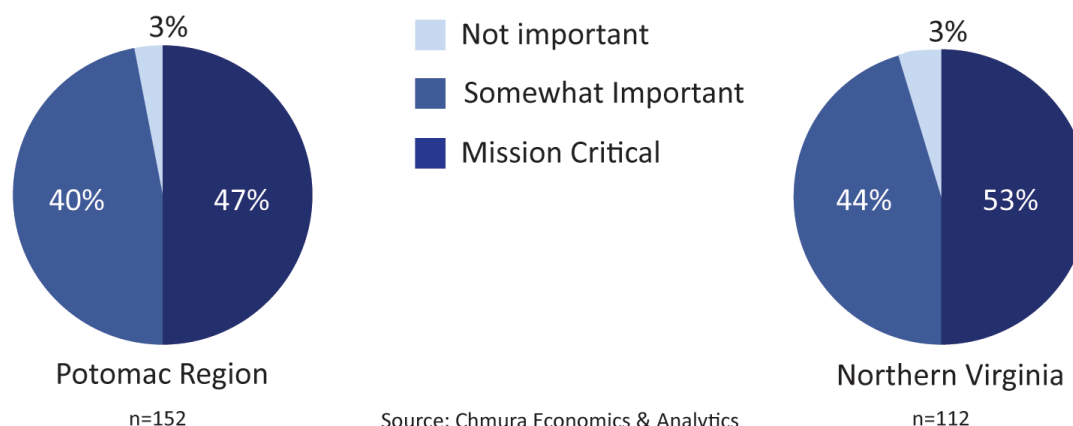 3%
Not important
Somewhat Important
Mission Critical
40%
47%
Potomac Region
n=152
3%
44%
53%
Northern Virginia
n=112
Source: Chmura Economics & Analytics